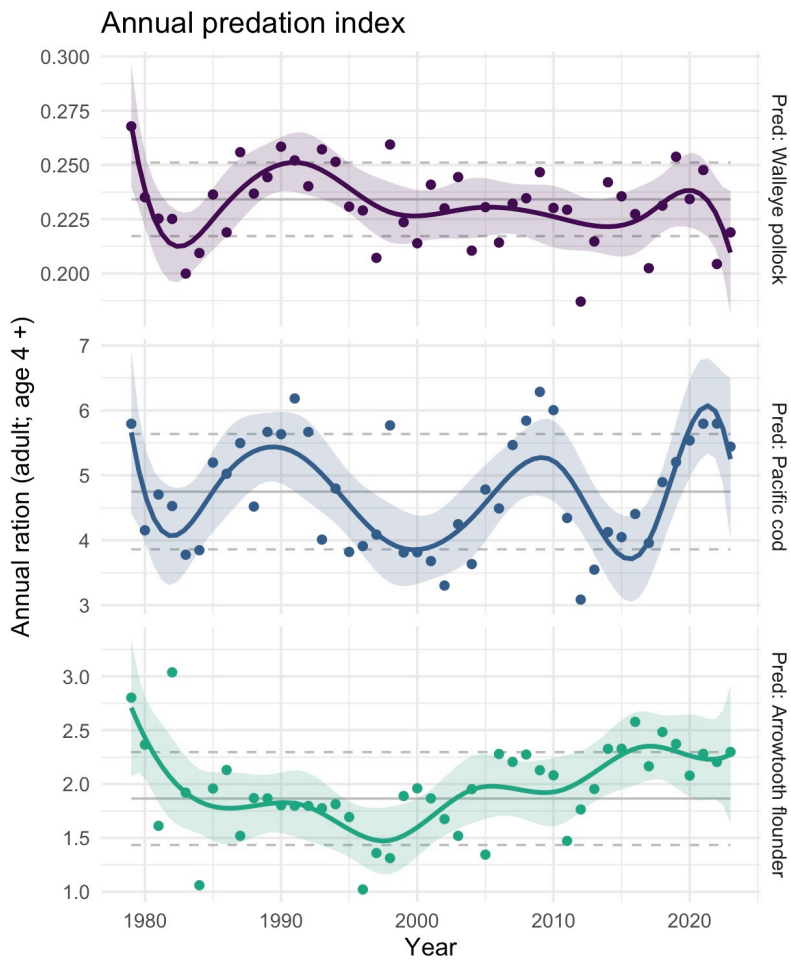 Annual predation index
0.300
0.275
0.250
0.225
0.200
Pred: Walleye pollock
7
6
5
4
3
Pred: Pacific cod
3.0
2.5
2.0
1.5
1.0
Pred: Arrowtooth flounder
Annual ration (adult; age 4 +)
1980 1990 2000 2010 2020
Year